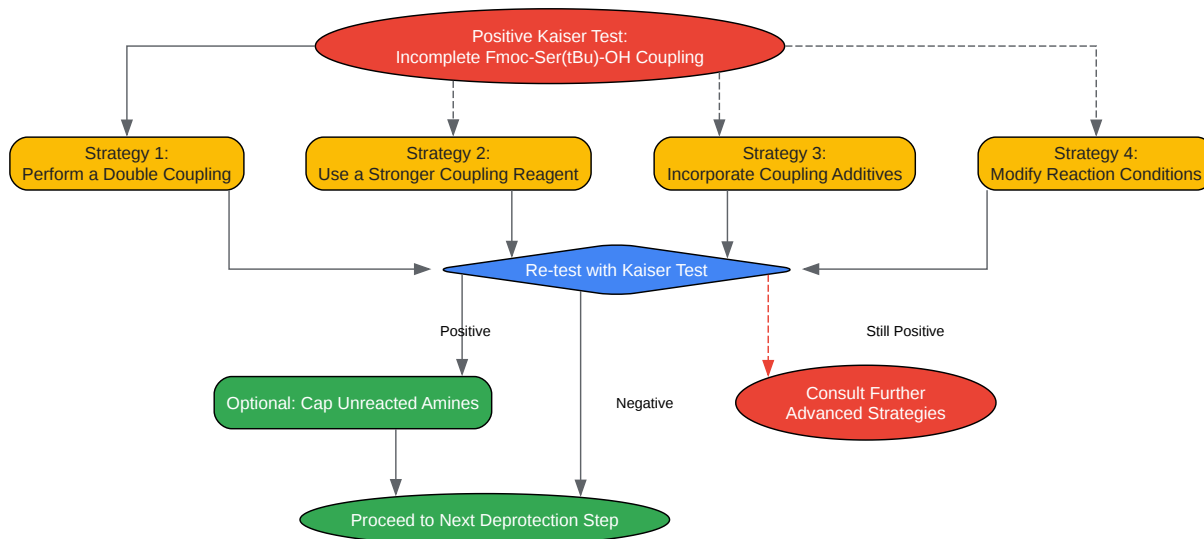 Positive Kaiser Test:
Incomplete Fmoc-Ser(tBu)-OH Coupling
Strategy 1:
Perform a Double Coupling
Strategy 2:
Use a Stronger Coupling Reagent
Strategy 3:
Incorporate Coupling Additives
Strategy 4:
Modify Reaction Conditions
Re-test with Kaiser Test
Positive
Still Positive
Optional: Cap Unreacted Amines
Negative
Consult Further
Advanced Strategies
Proceed to Next Deprotection Step